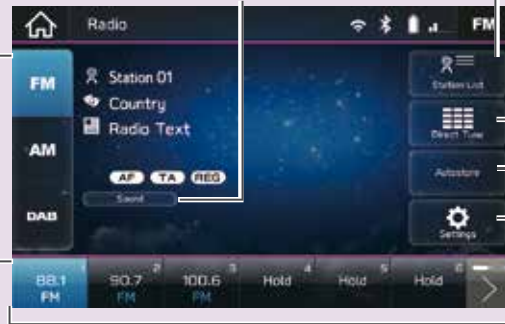 Radio
FM
FM
AM
DAB
Station 01
Country
Radio Text
AF TA REG
Sound
Station List
Direct Tune
Autostore
Settings
1
88.1
FM
2
90.7
FM
3
100.6
FM
4
Hold
5
Hold
6
Hold